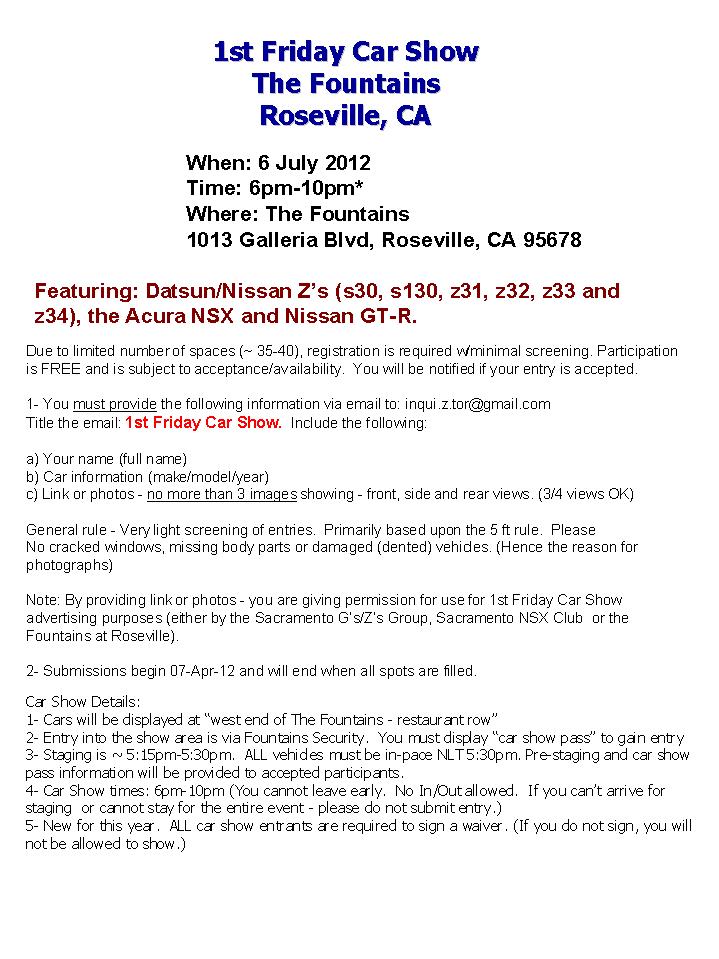 1st Friday Car Show
The Fountains
Roseville, CA
When: 6 July 2012
Time: 6pm-10pm*
Where: The Fountains
1013 Galleria Blvd, Roseville, CA 95678
Featuring: Datsun/Nissan Z’s (s30, s130, z31, z32, z33 and
z34), the Acura NSX and Nissan GT-R.
Due to limited number of spaces (~ 35-40), registration is required w/minimal screening. Participation
is FREE and is subject to acceptance/availability. You will be notified if your entry is accepted.
1- You must provide the following information via email to: inqui.z.tor@gmail.com
Title the email: 1st Friday Car Show. Include the following:
a) Your name (full name)
b) Car information (make/model/year)
c) Link or photos - no more than 3 images showing - front, side and rear views. (3/4 views OK)
General rule - Very light screening of entries. Primarily based upon the 5 ft rule. Please
No cracked windows, missing body parts or damaged (dented) vehicles. (Hence the reason for
photographs)
Note: By providing link or photos - you are giving permission for use for 1st Friday Car Show
advertising purposes (either by the Sacramento G’s/Z’s Group, Sacramento NSX Club or the
Fountains at Roseville).
2- Submissions begin 07-Apr-12 and will end when all spots are filled.
Car Show Details:
1- Cars will be displayed at “west end of The Fountains - restaurant row”
2- Entry into the show area is via Fountains Security. You must display “car show pass” to gain entry
3- Staging is ~ 5:15pm-5:30pm. ALL vehicles must be in-pace NLT 5:30pm. Pre-staging and car show
pass information will be provided to accepted participants.
4- Car Show times: 6pm-10pm (You cannot leave early. No In/Out allowed. If you can’t arrive for
staging or cannot stay for the entire event - please do not submit entry.)
5- New for this year. ALL car show entrants are required to sign a waiver. (If you do not sign, you will
not be allowed to show.)